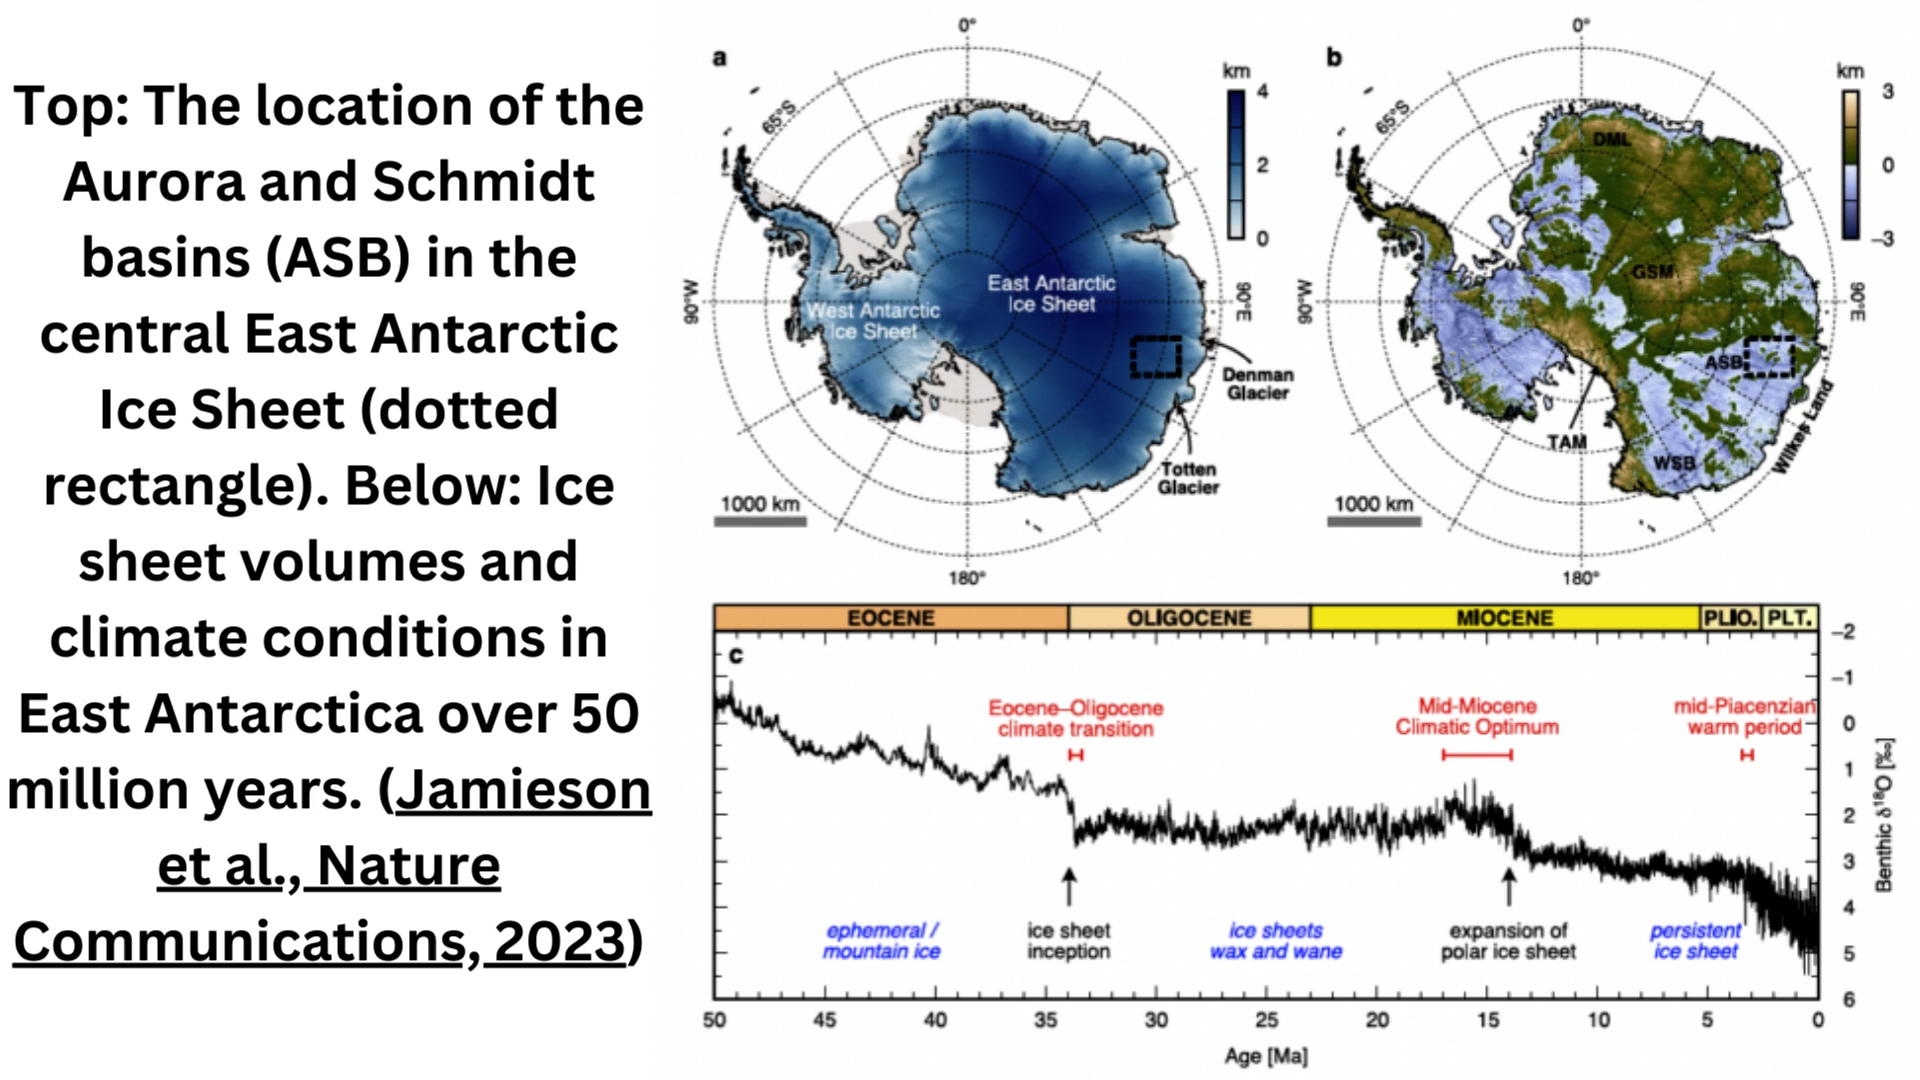 Top: The location of the
Aurora and Schmidt
basins (ASB) in the
central East Antarctic
Ice Sheet (dotted
rectangle). Below: Ice
sheet volumes and
climate conditions in
East Antarctica over 50
million years. (Jamieson
et al., Nature
Communications, 2023)
a
0°
65°S
km
4
2
0
90°W
90°E
West Antarctic
Ice Sheet
East Antarctic
Ice Sheet
Denman
Glacier
Totten
Glacier
1000 km
180°
b
0°
65°S
km
3
0
−3
90°W
90°E
DML
GSM
ASB
TAM
WSB
Wilkes Land
1000 km
180°
EOCENE OLIGOCENE MIOCENE PLIO. PLT.
c
Eocene–Oligocene
climate transition
Mid-Miocene
Climatic Optimum
mid-Piacenzian
warm period
ephemeral /
mountain ice
ice sheet
inception
ice sheets
wax and wane
expansion of
polar ice sheet
persistent
ice sheet
−2
−1
0
1
2
3
4
5
6
Benthic δ¹⁸O [‰]
50 45 40 35 30 25 20 15 10 5 0
Age [Ma]